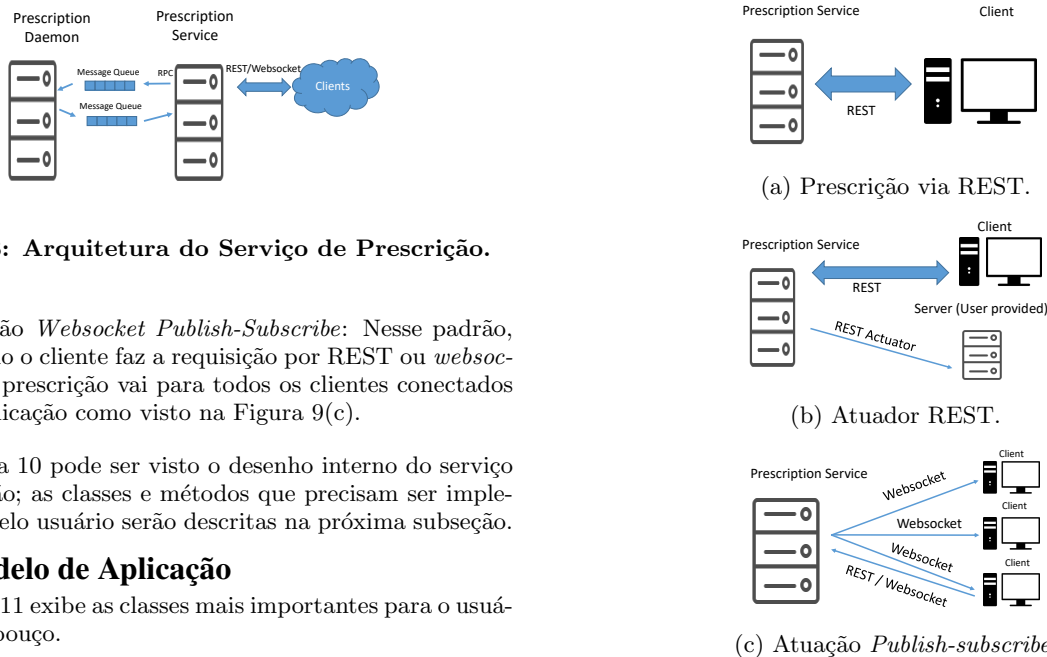 Prescription
Daemon
Prescription
Service
Message Queue
RPC
REST/Websocket
Clients
Message Queue
: Arquitetura do Serviço de Prescrição.
ão Websocket Publish-Subscribe: Nesse padrão,
o o cliente faz a requisição por REST ou websoc-
prescrição vai para todos os clientes conectados
licação como visto na Figura 9(c).
a 10 pode ser visto o desenho interno do serviço
ão; as classes e métodos que precisam ser imple-
elo usuário serão descritas na próxima subseção.
delo de Aplicação
11 exibe as classes mais importantes para o usuá-
bouço.
Prescription Service
Client
REST
(a) Prescrição via REST.
Client
Prescription Service
REST
Server (User provided)
REST Actuator
(b) Atuador REST.
Client
Prescription Service
Websocket
Client
Websocket
Websocket
Client
REST / Websocket
(c) Atuação Publish-subscribe